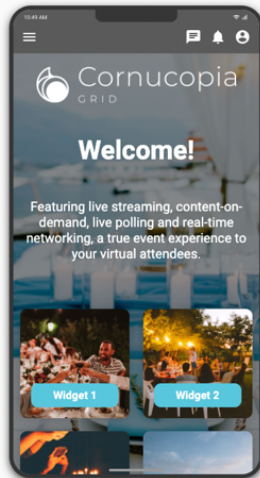 10:49 AM
Cornucopia
GRID
Welcome!
Featuring live streaming, content-on-
demand, live polling and real-time
networking, a true event experience to
your virtual attendees.
Widget 1
Widget 2